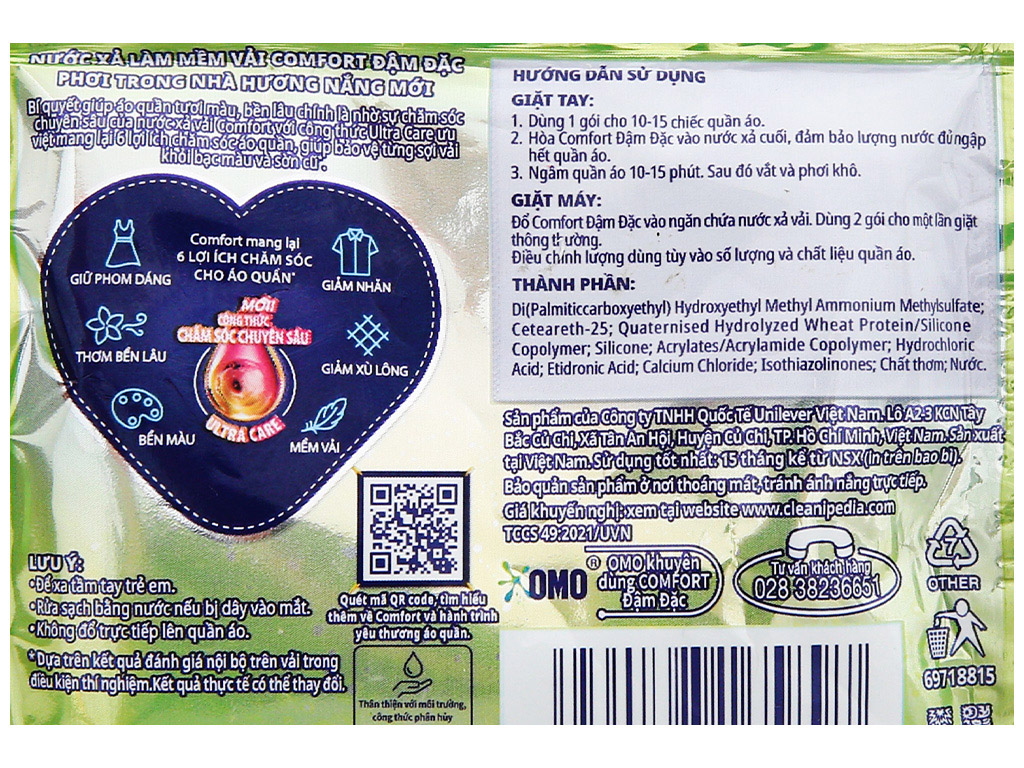 NƯỚC XẢ LÀM MỀM VẢI COMFORT ĐẬM ĐẶC
PHƠI TRONG NHÀ HƯƠNG NẮNG MỚI
Bí quyết giúp áo quần tươi màu, bền lâu chính là nhờ sự chăm sóc
chuyên sâu của nước xả vải Comfort với công thức Ultra Care ưu
việt mang lại 6 lợi ích chăm sóc áo quần, giúp bảo vệ từng sợi vải
khỏi bạc màu và sờn cũ*.
Comfort mang lại
6 LỢI ÍCH CHĂM SÓC
CHO ÁO QUẦN*
GIỮ PHOM DÁNG
GIẢM NHĂN
MỚI!
CÔNG THỨC
CHĂM SÓC CHUYÊN SÂU
THƠM BỀN LÂU
GIẢM XÙ LÔNG
ULTRA CARE
BỀN MÀU
MỀM VẢI
LƯU Ý:
•Để xa tầm tay trẻ em.
•Rửa sạch bằng nước nếu bị dây vào mắt.
•Không đổ trực tiếp lên quần áo.
*Dựa trên kết quả đánh giá nội bộ trên vải trong
điều kiện thí nghiệm.Kết quả thực tế có thể thay đổi.
Quét mã QR code, tìm hiểu
thêm về Comfort và hành trình
yêu thương áo quần.
Thân thiện với môi trường,
công thức phân hủy
HƯỚNG DẪN SỬ DỤNG
GIẶT TAY:
1. Dùng 1 gói cho 10-15 chiếc quần áo.
2. Hòa Comfort Đậm Đặc vào nước xả cuối, đảm bảo lượng nước đủ ngập
hết quần áo.
3. Ngâm quần áo 10-15 phút. Sau đó vắt và phơi khô.
GIẶT MÁY:
Đổ Comfort Đậm Đặc vào ngăn chứa nước xả vải. Dùng 2 gói cho một lần giặt
thông thường.
Điều chỉnh lượng dùng tùy vào số lượng và chất liệu quần áo.
THÀNH PHẦN:
Di(Palmiticcarboxyethyl) Hydroxyethyl Methyl Ammonium Methylsulfate;
Ceteareth-25; Quaternised Hydrolyzed Wheat Protein/Silicone
Copolymer; Silicone; Acrylates/Acrylamide Copolymer; Hydrochloric
Acid; Etidronic Acid; Calcium Chloride; Isothiazolinones; Chất thơm; Nước.
Sản phẩm của Công ty TNHH Quốc Tế Unilever Việt Nam. Lô A2-3 KCN Tây
Bắc Củ Chi, Xã Tân An Hội, Huyện Củ Chi, TP. Hồ Chí Minh, Việt Nam. Sản xuất
tại Việt Nam. Sử dụng tốt nhất: 15 tháng kể từ NSX (in trên bao bì).
Bảo quản sản phẩm ở nơi thoáng mát, tránh ánh nắng trực tiếp.
Giá khuyến nghị: xem tại website www.cleanipedia.com
TCCS 49:2021/UVN
OMO ®
OMO khuyên
dùng COMFORT
Đậm Đặc
Tư vấn khách hàng
028 38236651
7
OTHER
69718815